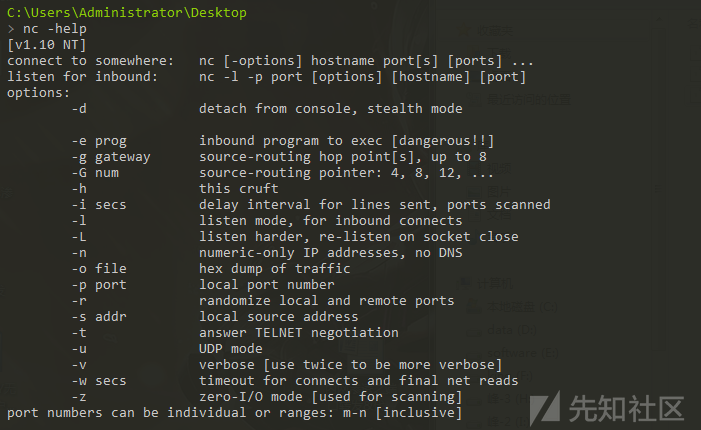 C:\Users\Administrator\Desktop
> nc -help
[v1.10 NT]
connect to somewhere:   nc [-options] hostname port[s] [ports] ...
listen for inbound:     nc -l -p port [options] [hostname] [port]
options:
        -d              detach from console, stealth mode

        -e prog         inbound program to exec [dangerous!!]
        -g gateway      source-routing hop point[s], up to 8
        -G num          source-routing pointer: 4, 8, 12, ...
        -h              this cruft
        -i secs         delay interval for lines sent, ports scanned
        -l              listen mode, for inbound connects
        -L              listen harder, re-listen on socket close
        -n              numeric-only IP addresses, no DNS
        -o file         hex dump of traffic
        -p port         local port number
        -r              randomize local and remote ports
        -s addr         local source address
        -t              answer TELNET negotiation
        -u              UDP mode
        -v              verbose [use twice to be more verbose]
        -w secs         timeout for connects and final net reads
        -z              zero-I/O mode [used for scanning]
port numbers can be individual or ranges: m-n [inclusive]
先知社区